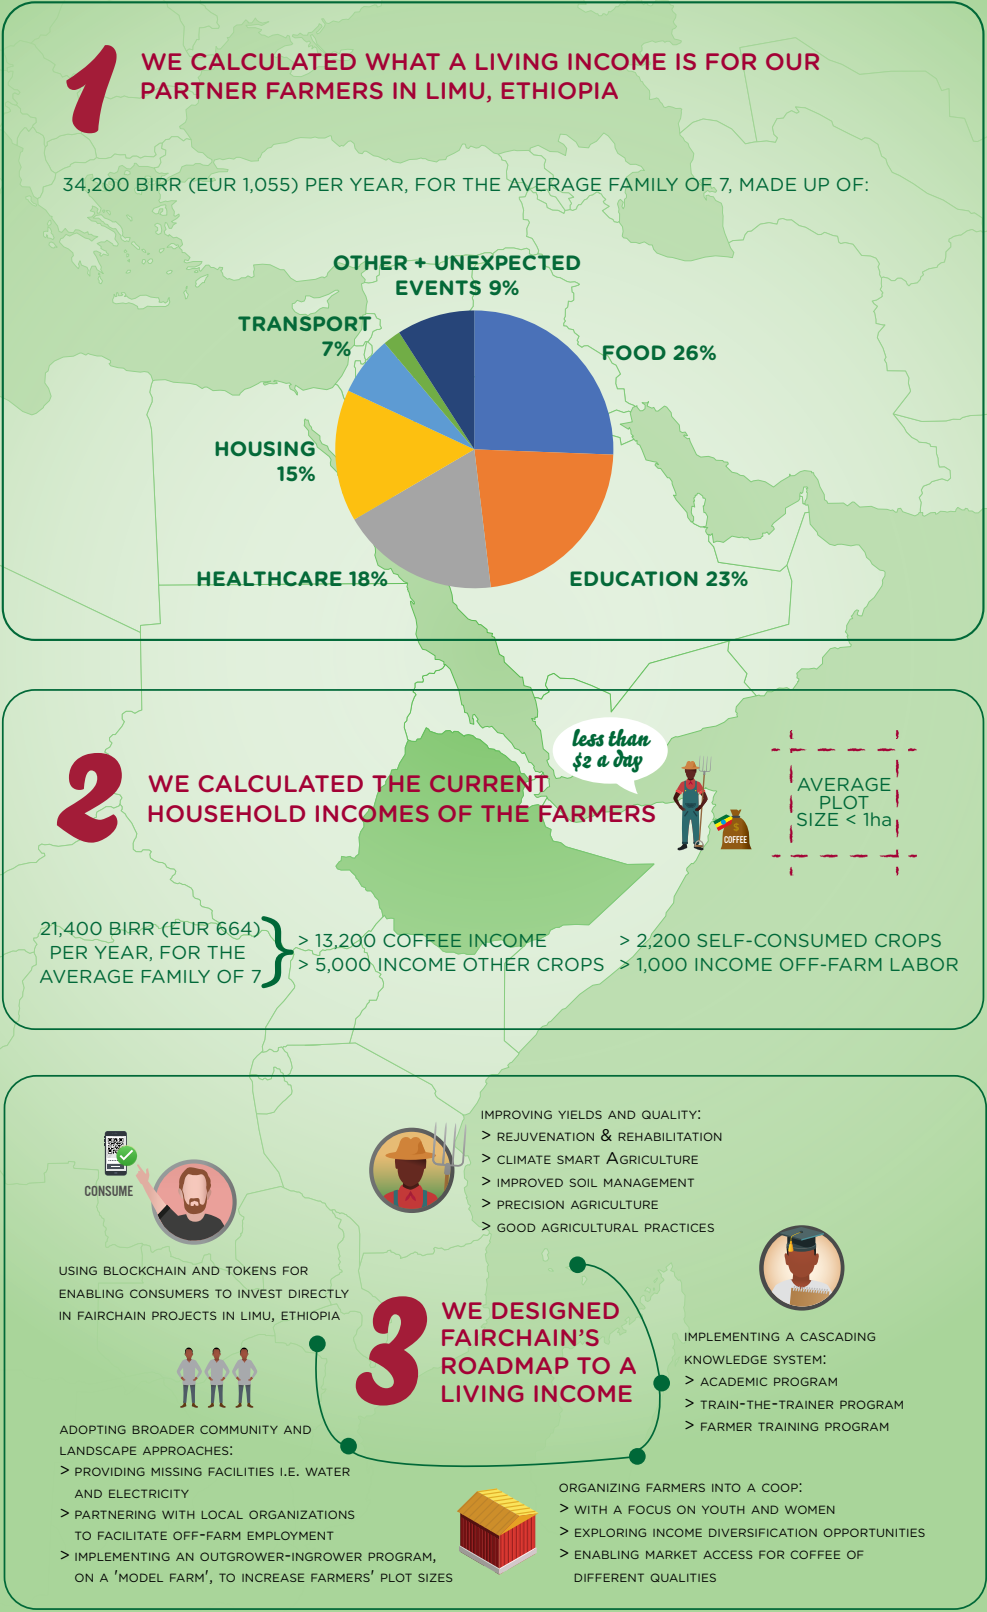 1
WE CALCULATED WHAT A LIVING INCOME IS FOR OUR
PARTNER FARMERS IN LIMU, ETHIOPIA
34,200 BIRR (EUR 1,055) PER YEAR, FOR THE AVERAGE FAMILY OF 7, MADE UP OF:
OTHER + UNEXPECTED
EVENTS 9%
TRANSPORT
7%
FOOD 26%
HOUSING
15%
HEALTHCARE 18%
EDUCATION 23%
2
WE CALCULATED THE CURRENT
HOUSEHOLD INCOMES OF THE FARMERS
less than
$2 a day
$
COFFEE
AVERAGE
PLOT
SIZE < 1ha
21,400 BIRR (EUR 664)
PER YEAR, FOR THE
AVERAGE FAMILY OF 7
> 13,200 COFFEE INCOME
> 5,000 INCOME OTHER CROPS
> 2,200 SELF-CONSUMED CROPS
> 1,000 INCOME OFF-FARM LABOR
3
WE DESIGNED
FAIRCHAIN'S
ROADMAP TO A
LIVING INCOME
IMPROVING YIELDS AND QUALITY:
> REJUVENATION & REHABILITATION
> CLIMATE SMART AGRICULTURE
> IMPROVED SOIL MANAGEMENT
> PRECISION AGRICULTURE
> GOOD AGRICULTURAL PRACTICES
IMPLEMENTING A CASCADING
KNOWLEDGE SYSTEM:
> ACADEMIC PROGRAM
> TRAIN-THE-TRAINER PROGRAM
> FARMER TRAINING PROGRAM
ORGANIZING FARMERS INTO A COOP:
> WITH A FOCUS ON YOUTH AND WOMEN
> EXPLORING INCOME DIVERSIFICATION OPPORTUNITIES
> ENABLING MARKET ACCESS FOR COFFEE OF
DIFFERENT QUALITIES
ADOPTING BROADER COMMUNITY AND
LANDSCAPE APPROACHES:
> PROVIDING MISSING FACILITIES I.E. WATER
AND ELECTRICITY
> PARTNERING WITH LOCAL ORGANIZATIONS
TO FACILITATE OFF-FARM EMPLOYMENT
> IMPLEMENTING AN OUTGROWER-INGROWER PROGRAM,
ON A 'MODEL FARM', TO INCREASE FARMERS' PLOT SIZES
CONSUME
USING BLOCKCHAIN AND TOKENS FOR
ENABLING CONSUMERS TO INVEST DIRECTLY
IN FAIRCHAIN PROJECTS IN LIMU, ETHIOPIA